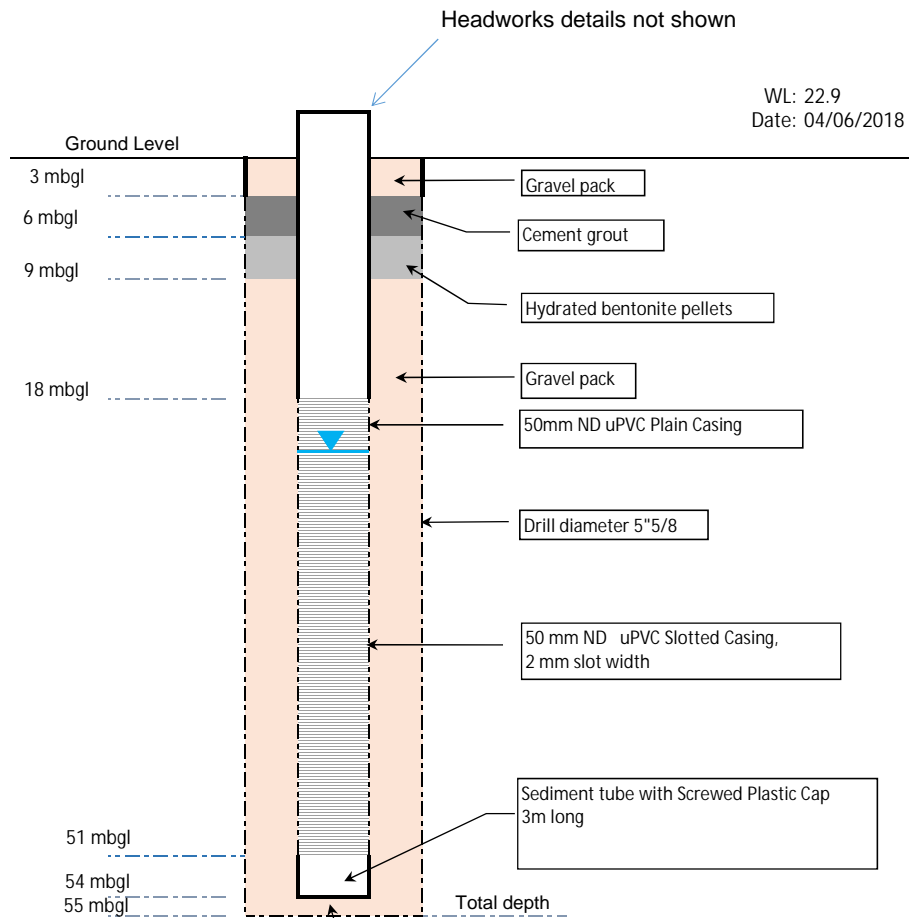 Headworks details not shown
WL: 22.9
Date: 04/06/2018
Ground Level
3 mbgl
Gravel pack
6 mbgl
Cement grout
9 mbgl
Hydrated bentonite pellets
Gravel pack
18 mbgl
50mm ND uPVC Plain Casing
Drill diameter 5"5/8
50 mm ND uPVC Slotted Casing,
2 mm slot width
Sediment tube with Screwed Plastic Cap
3m long
51 mbgl
54 mbgl
55 mbgl
Total depth